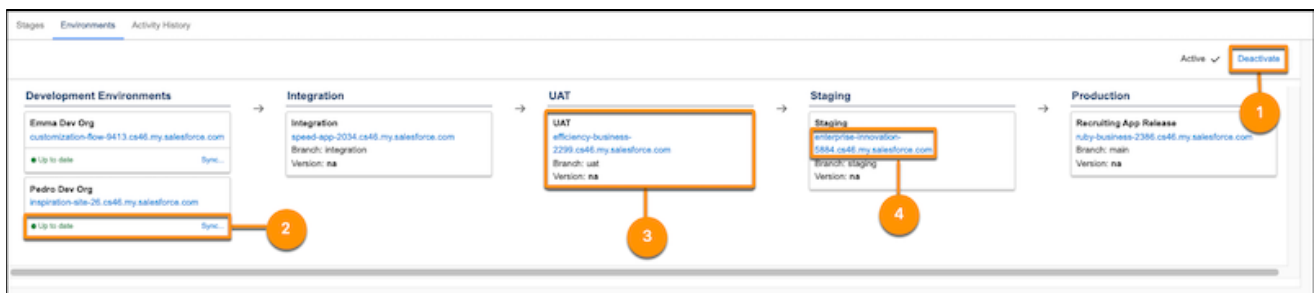 Stages Environments Activity History
Active ✓ Deactivate
1
Development Environments
Emma Dev Org
customization-flow-9413.cs46.my.salesforce.com
Up to date Sync...
Pedro Dev Org
inspiration-site-26.cs46.my.salesforce.com
Up to date Sync...
2
Integration
Integration
speed-app-2034.cs46.my.salesforce.com
Branch: integration
Version: na
UAT
UAT
efficiency-business-
2299.cs46.my.salesforce.com
Branch: uat
Version: na
3
Staging
Staging
enterprise-innovation-
5884.cs46.my.salesforce.com
Branch: staging
Version: na
4
Production
Recruiting App Release
ruby-business-2386.cs46.my.salesforce.com
Branch: main
Version: na